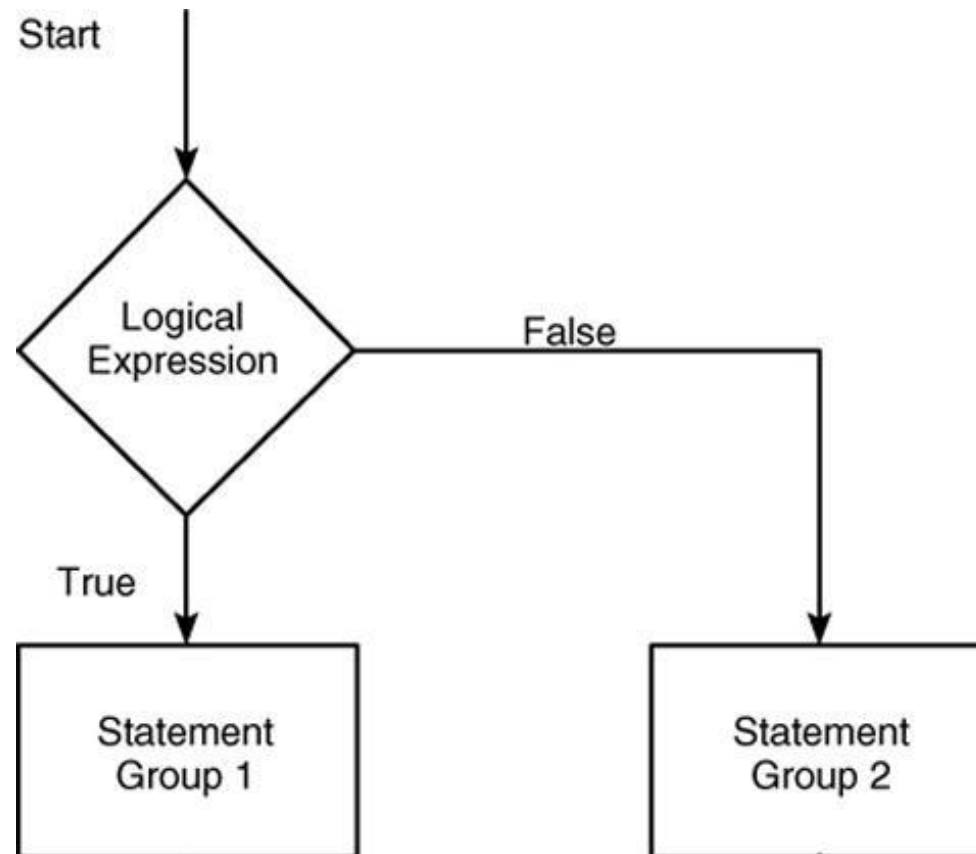 Start
Logical
Expression
False
True
Statement
Group 1
Statement
Group 2